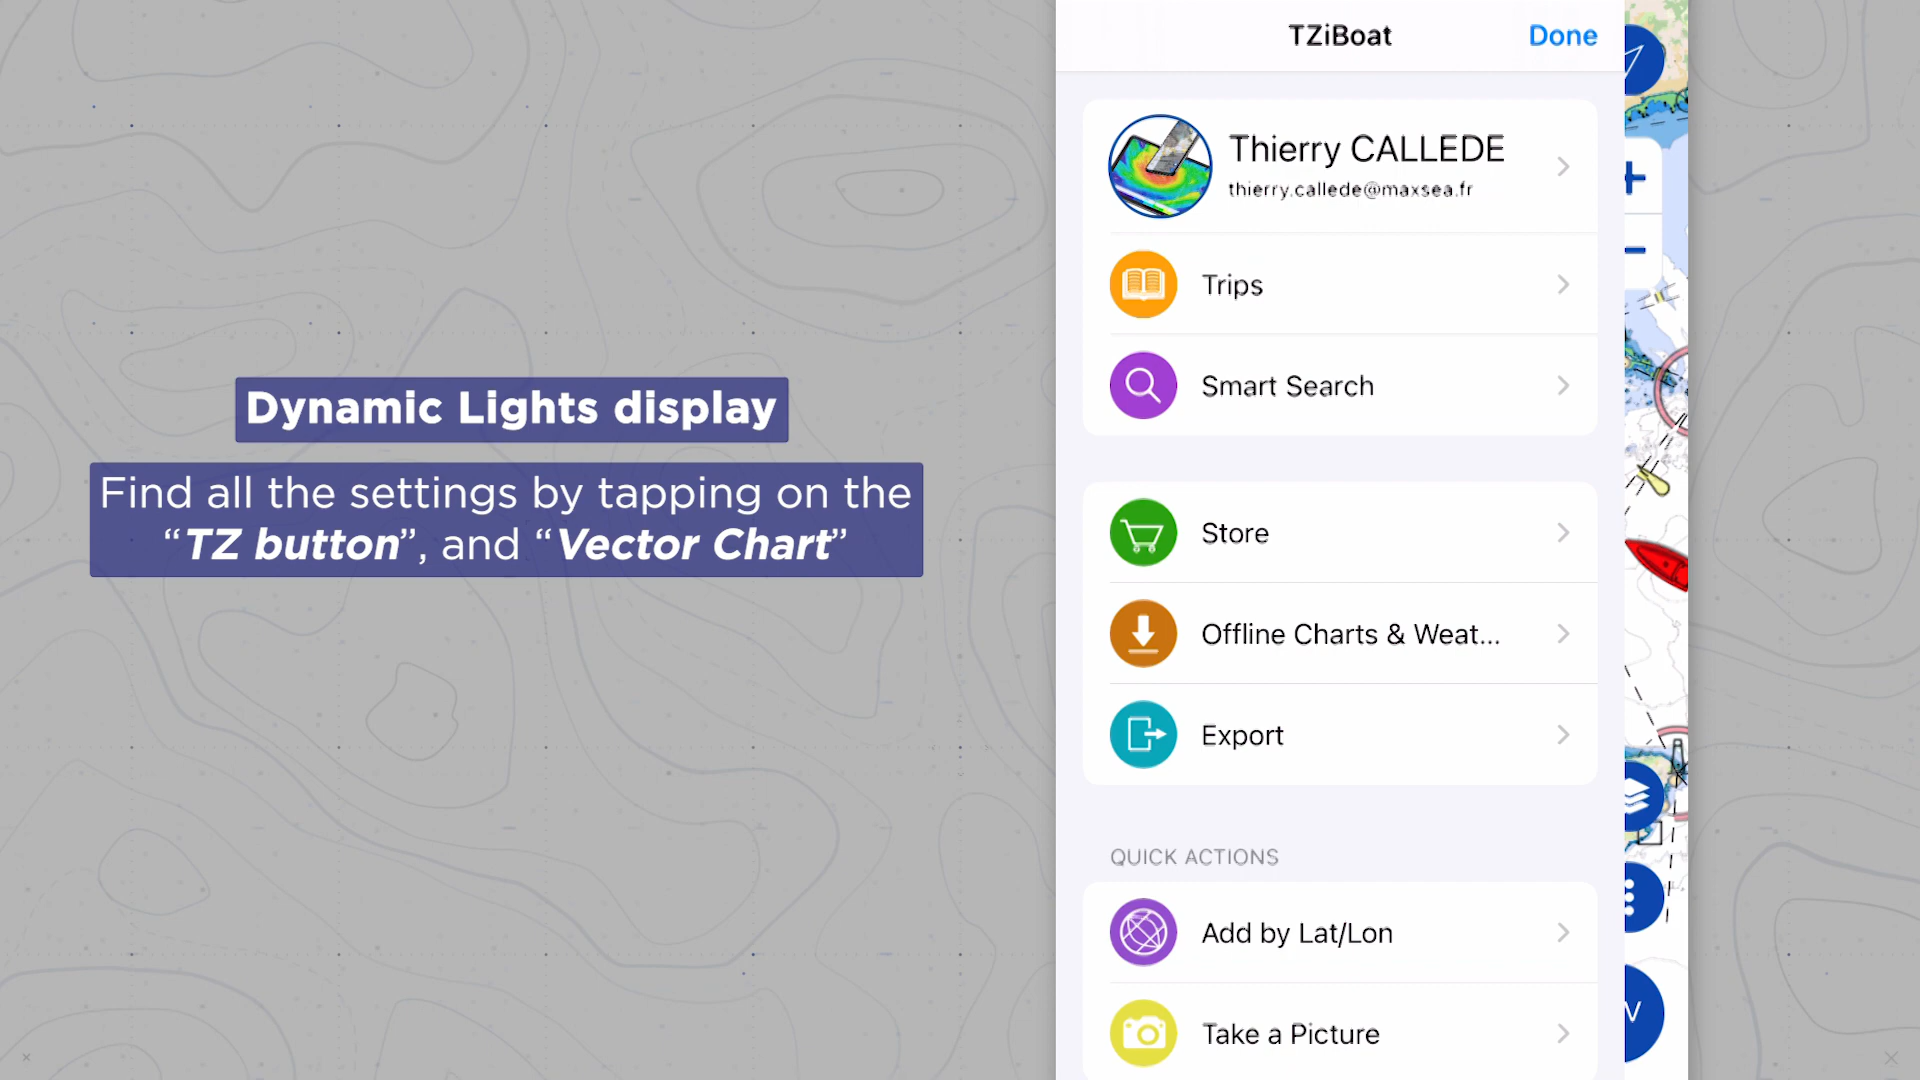 TZiBoat
Done
Thierry CALLEDE
thierry.callede@maxsea.fr
Trips
Smart Search
Dynamic Lights display
Find all the settings by tapping on the
“TZ button”, and “Vector Chart”
Store
Offline Charts & Weat...
Export
QUICK ACTIONS
Add by Lat/Lon
Take a Picture